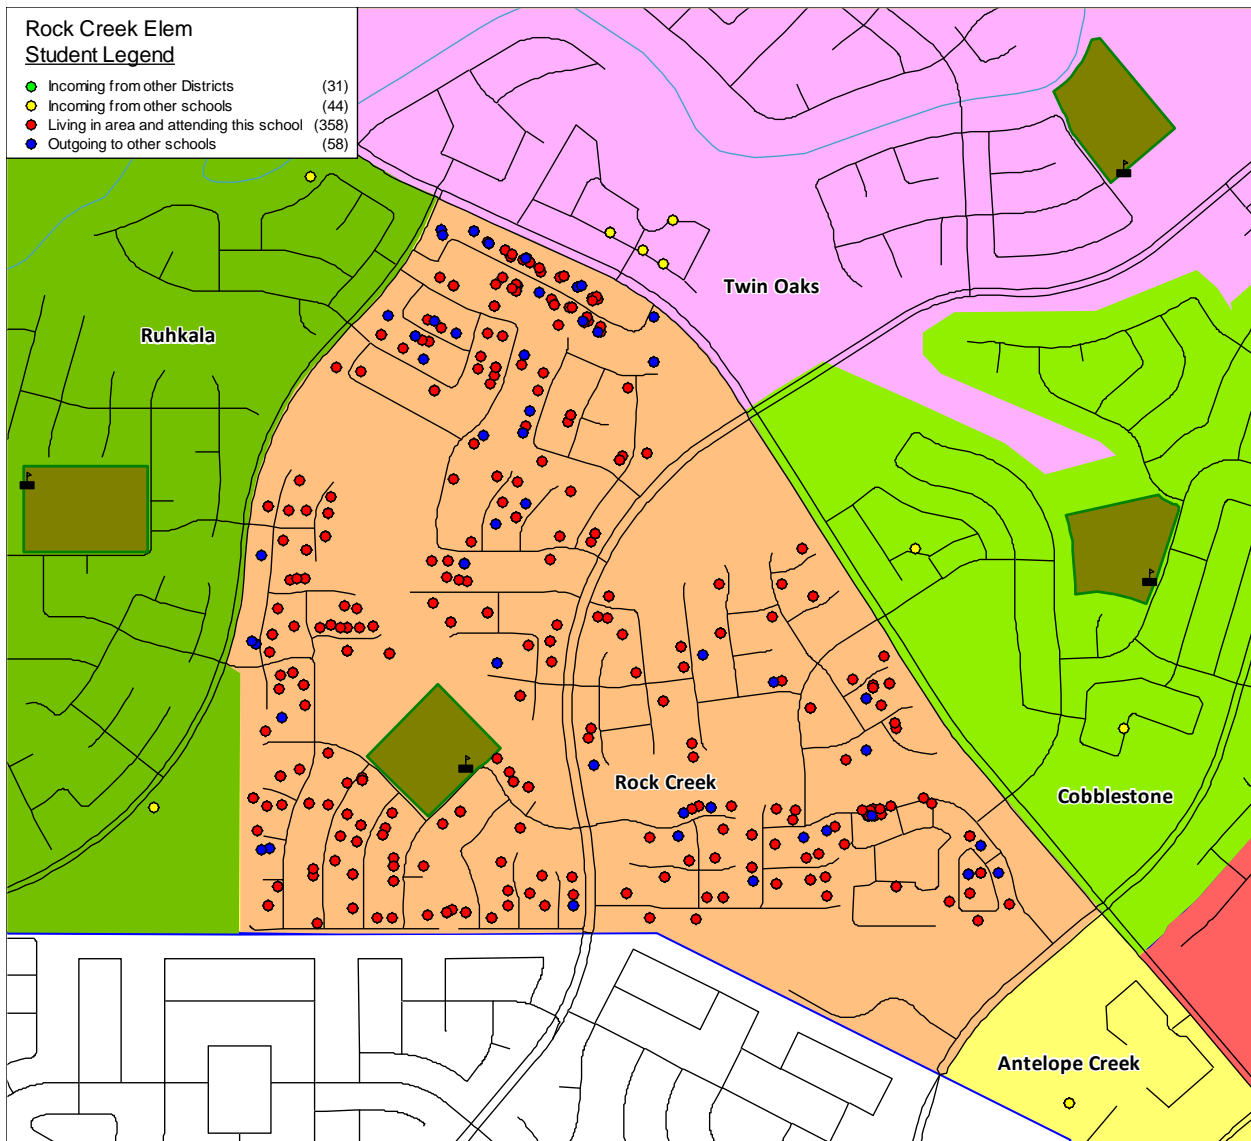 Rock Creek Elem
Student Legend
Incoming from other Districts (31)
Incoming from other schools (44)
Living in area and attending this school (358)
Outgoing to other schools (58)
Twin Oaks
Ruhkala
Rock Creek
Cobblestone
Antelope Creek